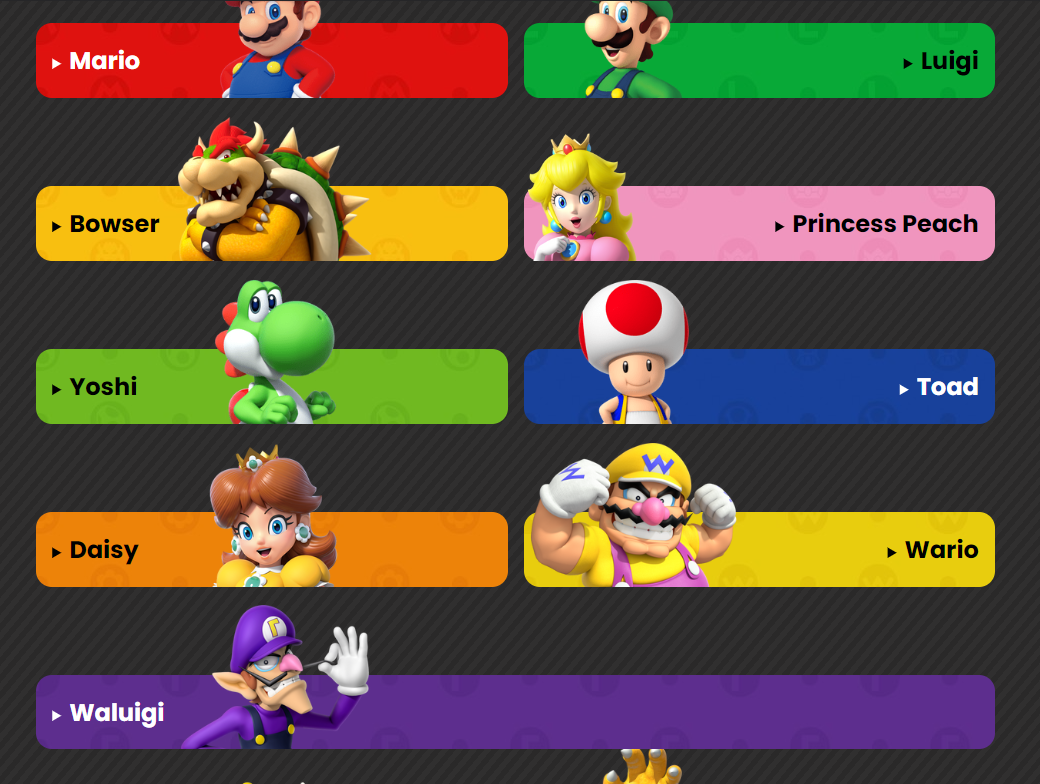 Mario
Luigi
Bowser
Princess Peach
Yoshi
Toad
Daisy
Wario
Waluigi